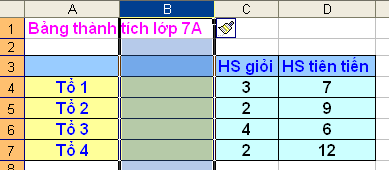 A B C D
1 Bảng thành tích lớp 7A
2
3 HS giỏi HS tiên tiến
4 Tổ 1 3 7
5 Tổ 2 2 9
6 Tổ 3 4 6
7 Tổ 4 2 12